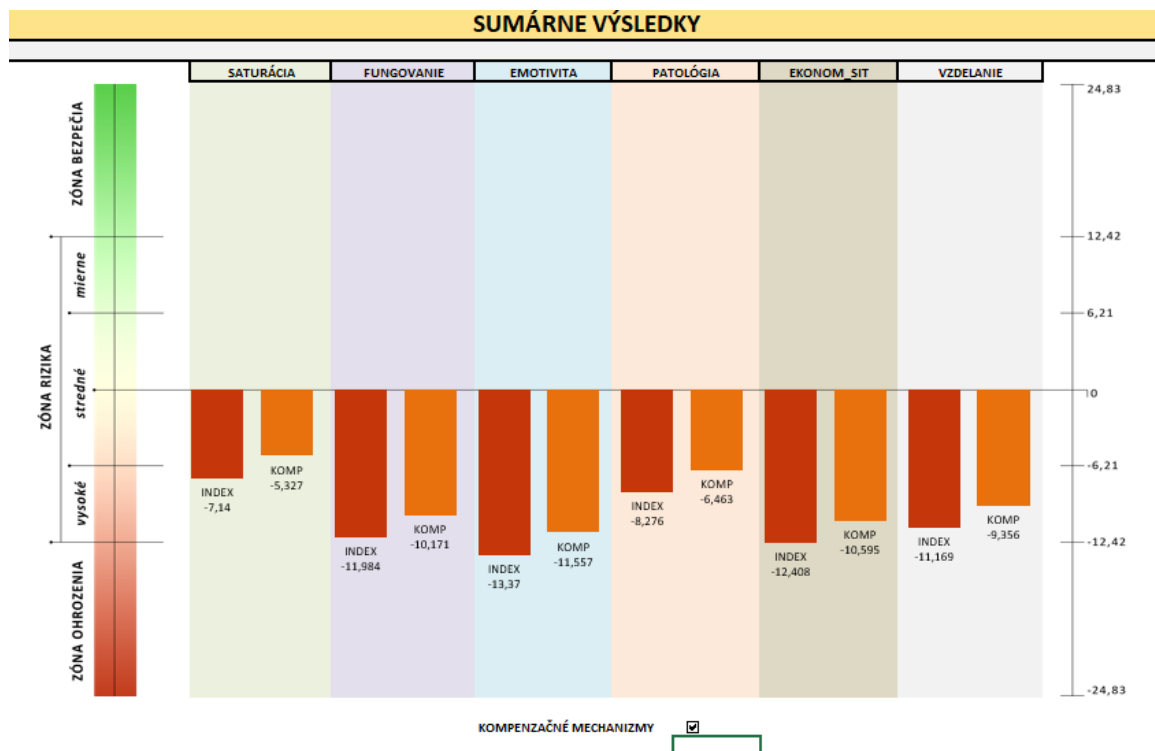 SUMÁRNE VÝSLEDKY
SATURÁCIA FUNGOVANIE EMOTIVITA PATOLÓGIA EKONOM_SIT VZDELANIE
ZÓNA BEZPEČIA
ZÓNA RIZIKA
mierne
stredné
vysoké
ZÓNA OHROZENIA
24,83
12,42
6,21
0
-6,21
-12,42
-24,83
INDEX
-7,14
KOMP
-5,327
INDEX
-11,984
KOMP
-10,171
INDEX
-13,37
KOMP
-11,557
INDEX
-8,276
KOMP
-6,463
INDEX
-12,408
KOMP
-10,595
INDEX
-11,169
KOMP
-9,356
KOMPENZAČNÉ MECHANIZMY